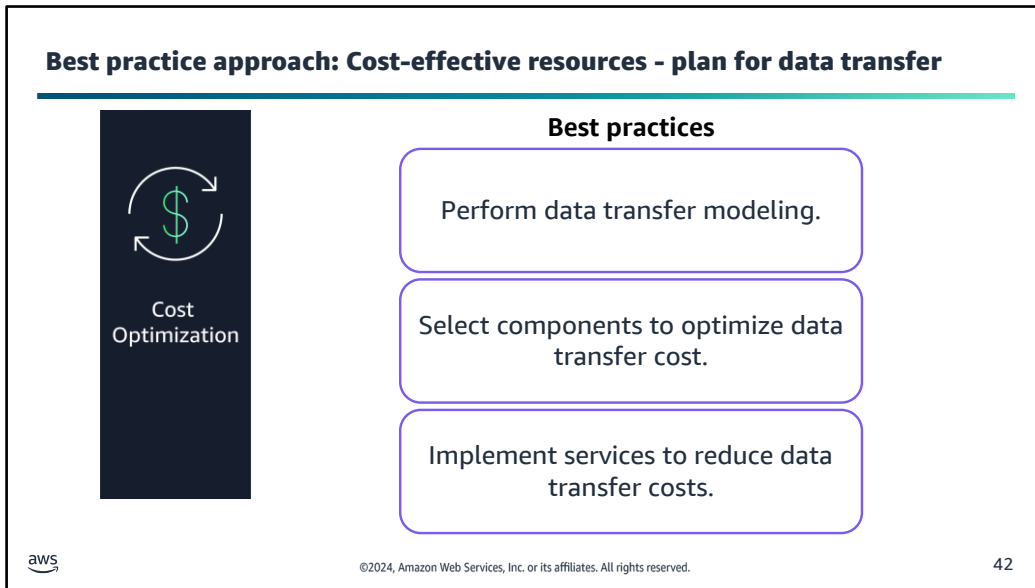 Best practice approach: Cost-effective resources - plan for data transfer
Cost
Optimization
Best practices
Perform data transfer modeling.
Select components to optimize data
transfer cost.
Implement services to reduce data
transfer costs.
aws
©2024, Amazon Web Services, Inc. or its affiliates. All rights reserved.
42